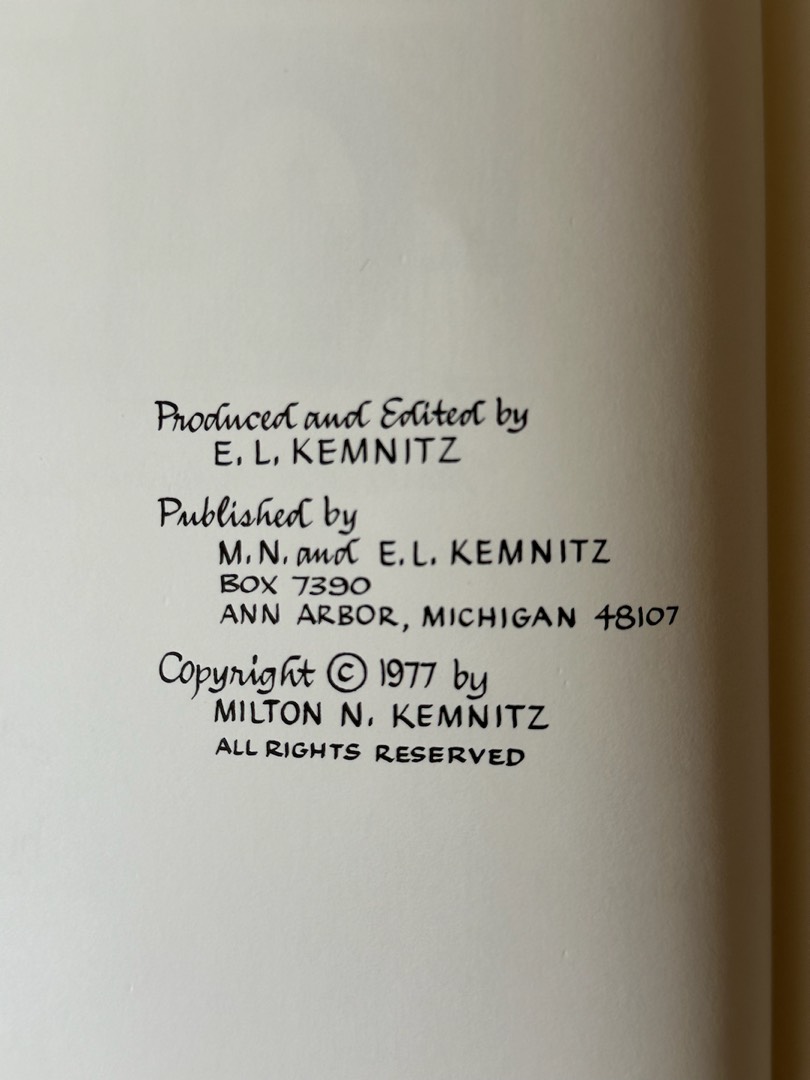 Produced and Edited by
E. L. KEMNITZ
Published by
M. N. and E. L. KEMNITZ
BOX 7390
ANN ARBOR, MICHIGAN 48107
Copyright © 1977 by
MILTON N. KEMNITZ
ALL RIGHTS RESERVED